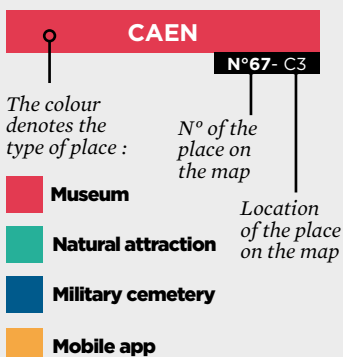 CAEN
N°67- C3
The colour
denotes the
type of place :
N° of the
place on
the map
Location
of the place
on the map
Museum
Natural attraction
Military cemetery
Mobile app